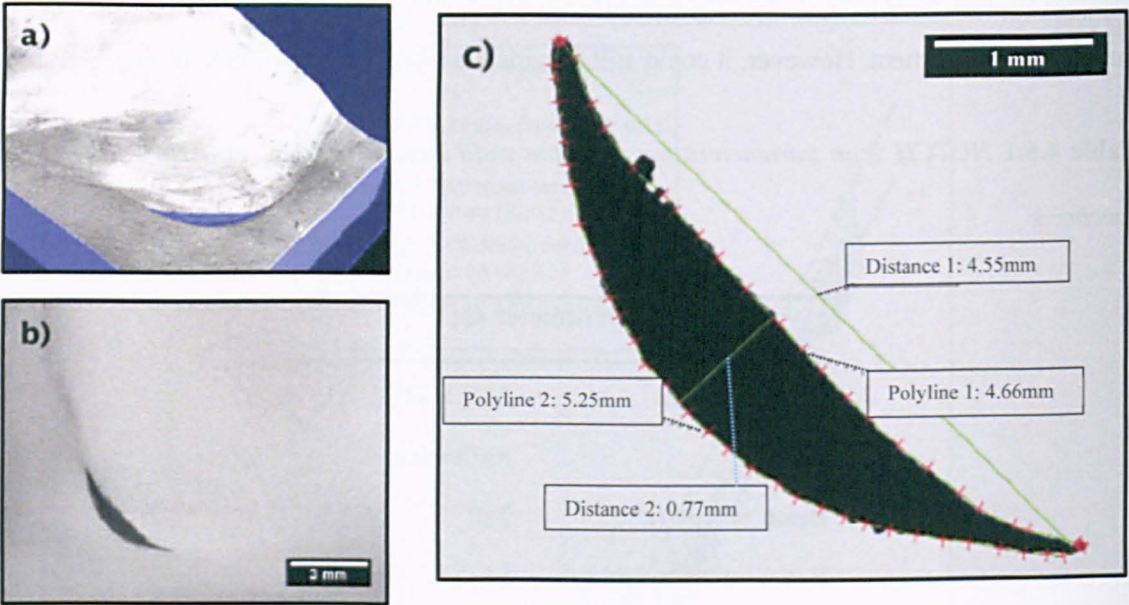 a)
b)
3 mm
c)
1 mm
Distance 1: 4.55mm
Polyline 2: 5.25mm
Polyline 1: 4.66mm
Distance 2: 0.77mm